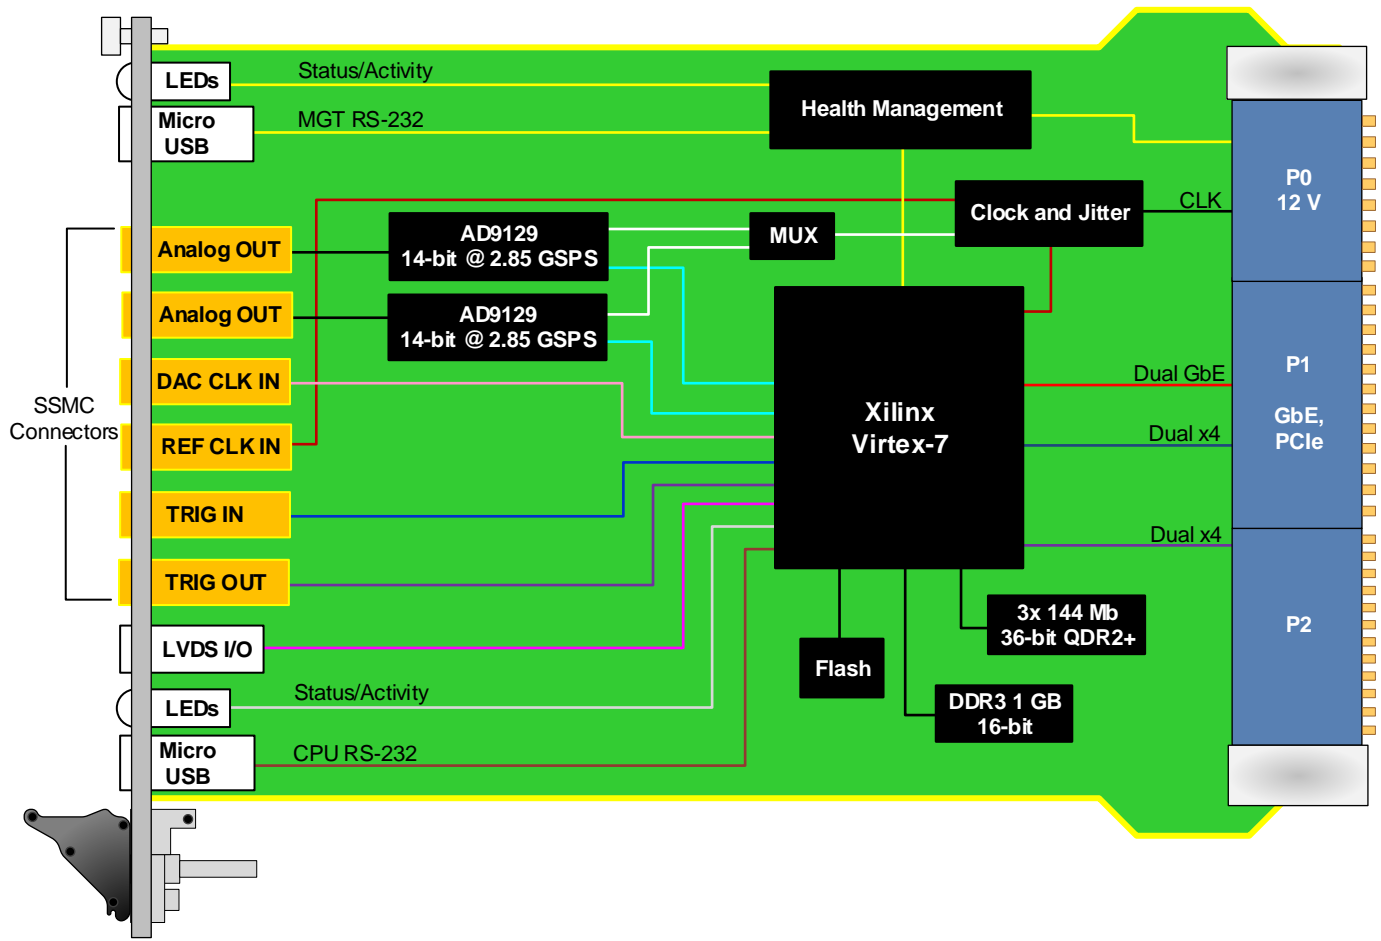 LEDs
Status/Activity
Micro
USB
MGT RS-232
Health Management
P0
12 V
CLK
Clock and Jitter
MUX
Analog OUT
AD9129
14-bit @ 2.85 GSPS
Analog OUT
AD9129
14-bit @ 2.85 GSPS
DAC CLK IN
SSMC
Connectors
REF CLK IN
Xilinx
Virtex-7
Dual GbE
P1
GbE,
PCIe
Dual x4
TRIG IN
Dual x4
TRIG OUT
3x 144 Mb
36-bit QDR2+
P2
LVDS I/O
Flash
LEDs
Status/Activity
DDR3 1 GB
16-bit
Micro
USB
CPU RS-232